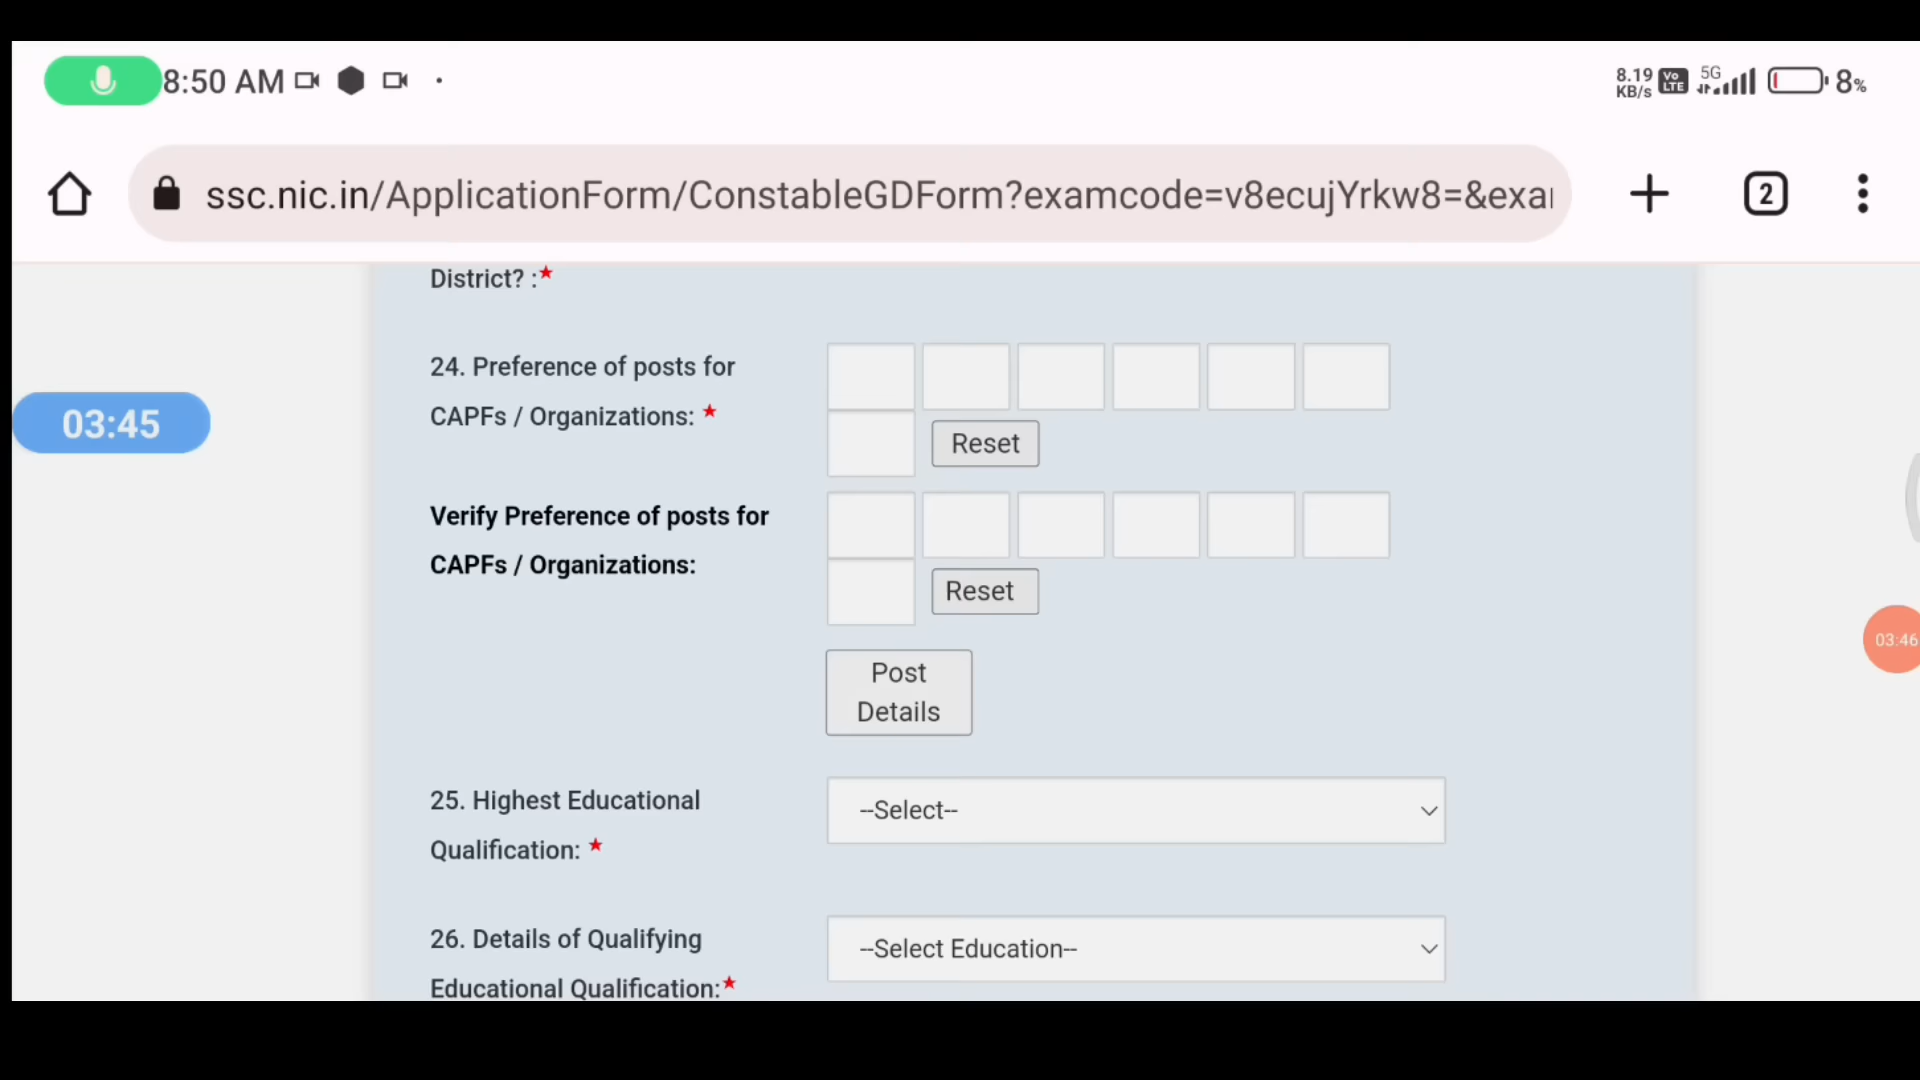 8:50 AM
8.19 KB/s Vo LTE 5G 8%
ssc.nic.in/ApplicationForm/ConstableGDForm?examcode=v8ecujYrkw8=&exa
2
District? :*
24. Preference of posts for
CAPFs / Organizations: *
Reset
03:45
Verify Preference of posts for
CAPFs / Organizations:
Reset
03:46
Post
Details
25. Highest Educational
Qualification: *
--Select--
26. Details of Qualifying
Educational Qualification:*
--Select Education--